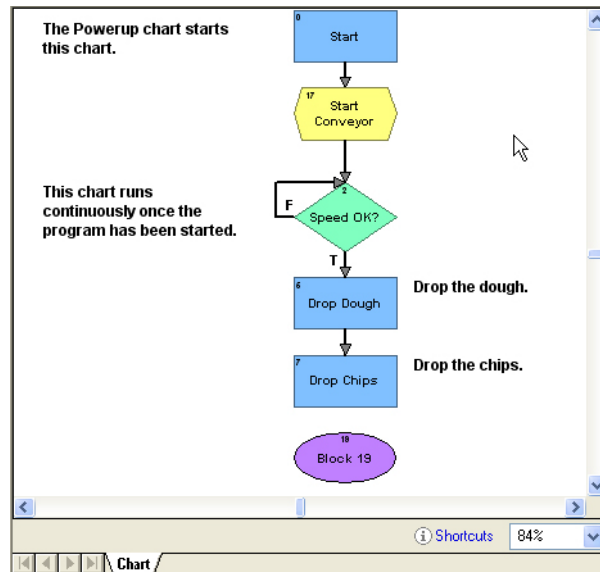 The Powerup chart starts
this chart.
0
Start
17
Start
Conveyor
This chart runs
continuously once the
program has been started.
2
F
Speed OK?
T
6
Drop Dough
Drop the dough.
7
Drop Chips
Drop the chips.
19
Block 19
Shortcuts
84%
Chart